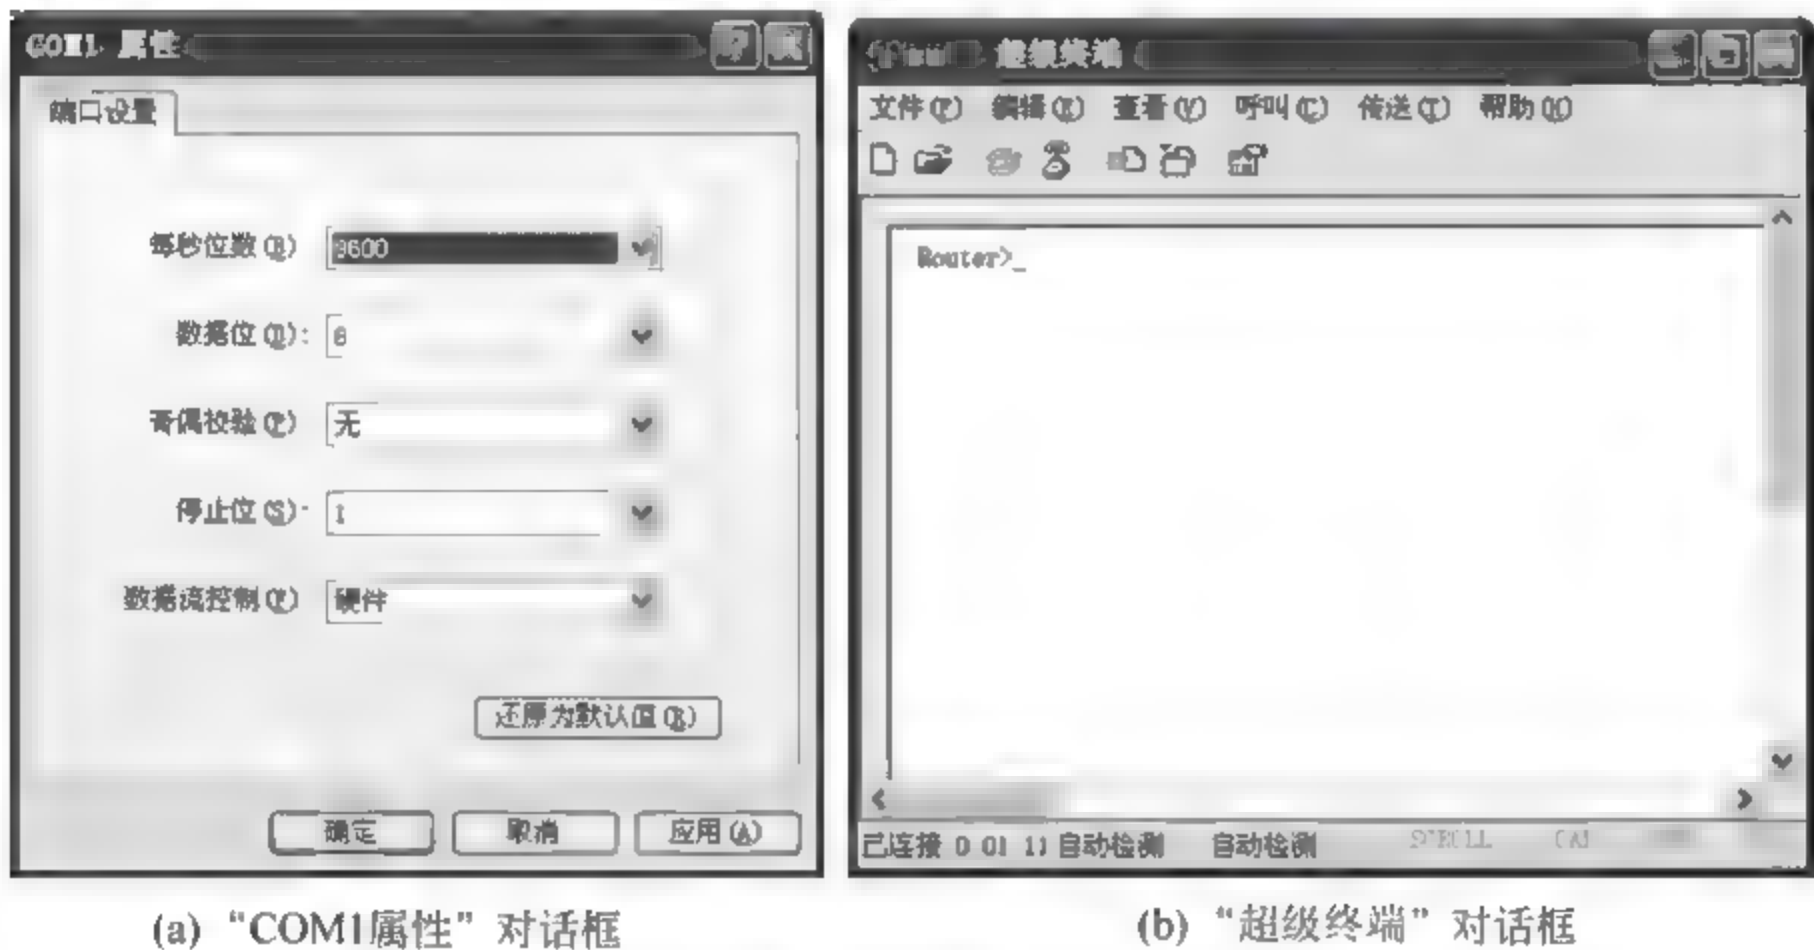 COM1 属性
端口设置
每秒位数(B)
9600
数据位(D):
8
奇偶校验(P)
无
停止位(S)
1
数据流控制(F)
硬件
还原为默认值(R)
确定 取消 应用(A)
(a) “COM1属性”对话框
超级终端
文件(F) 编辑(E) 查看(V) 呼叫(C) 传送(T) 帮助(H)
Router>_
已连接 自动检测 自动检测 SCROLL
(b) “超级终端”对话框